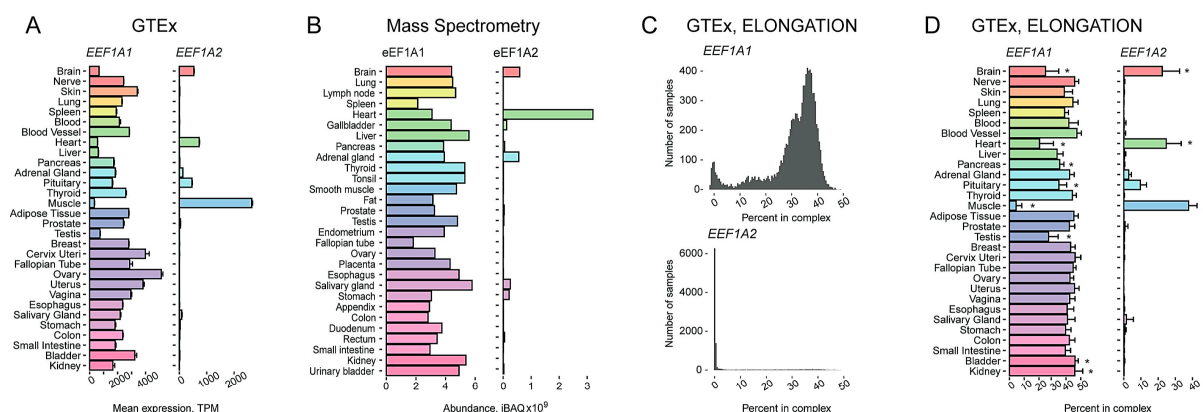 A GTEx
EEF1A1 EEF1A2
Brain
Nerve
Skin
Lung
Spleen
Blood
Blood Vessel
Heart
Liver
Pancreas
Adrenal Gland
Pituitary
Thyroid
Muscle
Adipose Tissue
Prostate
Testis
Breast
Cervix Uteri
Fallopian Tube
Ovary
Uterus
Vagina
Esophagus
Salivary Gland
Stomach
Colon
Small Intestine
Bladder
Kidney
0 2000 4000 0 2000
Mean expression, TPM
B Mass Spectrometry
eEF1A1 eEF1A2
Brain
Lung
Lymph node
Spleen
Heart
Gallbladder
Liver
Pancreas
Adrenal gland
Thyroid
Tonsil
Smooth muscle
Fat
Prostate
Testis
Endometrium
Fallopian tube
Ovary
Placenta
Esophagus
Salivary gland
Stomach
Appendix
Colon
Duodenum
Rectum
Small intestine
Kidney
Urinary bladder
0 2 4 6 0 1 2 3
Abundance, iBAQ x10⁹
C GTEx, ELONGATION
EEF1A1
Number of samples
400
300
200
100
0
0 10 20 30 40 50
Percent in complex
EEF1A2
Number of samples
6000
4000
2000
0
0 10 20 30 40 50
Percent in complex
D GTEx, ELONGATION
EEF1A1 EEF1A2
Brain * *
Nerve
Skin
Lung
Spleen
Blood
Blood Vessel
Heart * *
Liver
Pancreas *
Adrenal Gland
Pituitary *
Thyroid
Muscle *
Adipose Tissue
Prostate
Testis *
Breast
Cervix Uteri
Fallopian Tube
Ovary
Uterus
Vagina
Esophagus
Salivary Gland
Stomach
Colon
Small Intestine
Bladder *
Kidney *
0 10 20 30 40 50 0 10 20 30 40
Percent in complex Percent in complex